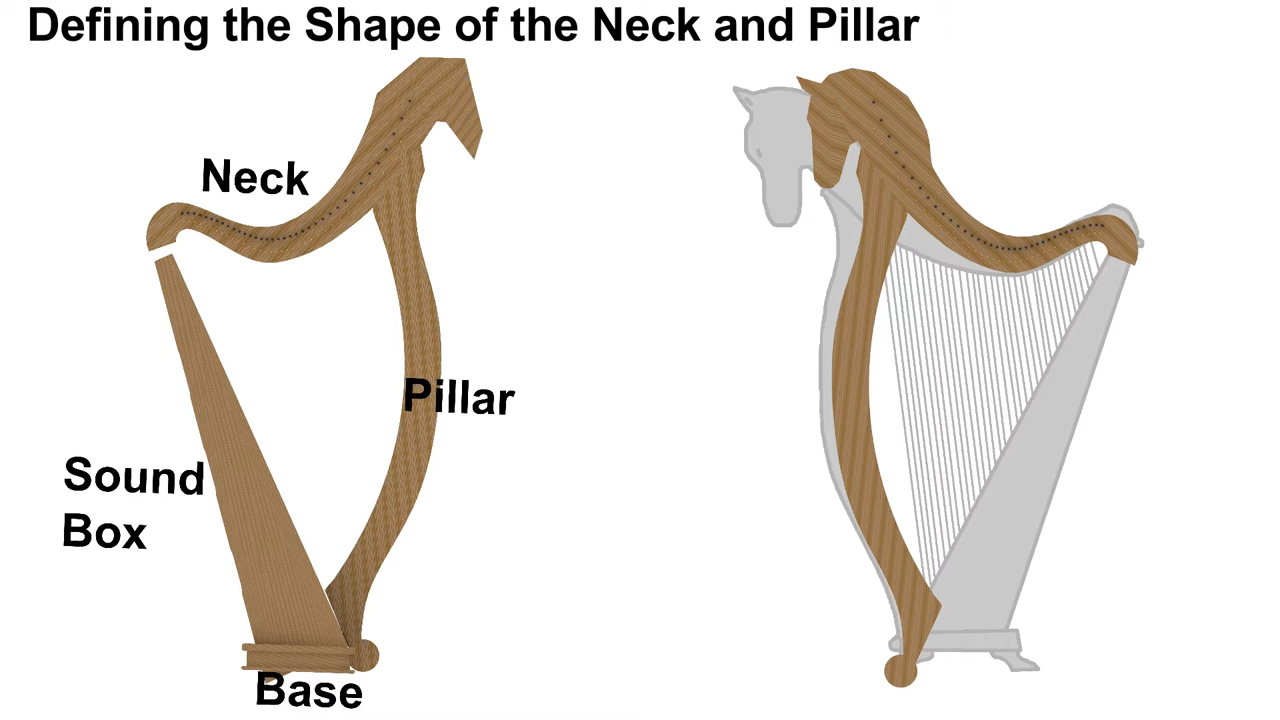 Defining the Shape of the Neck and Pillar
Neck
Pillar
Sound
Box
Base